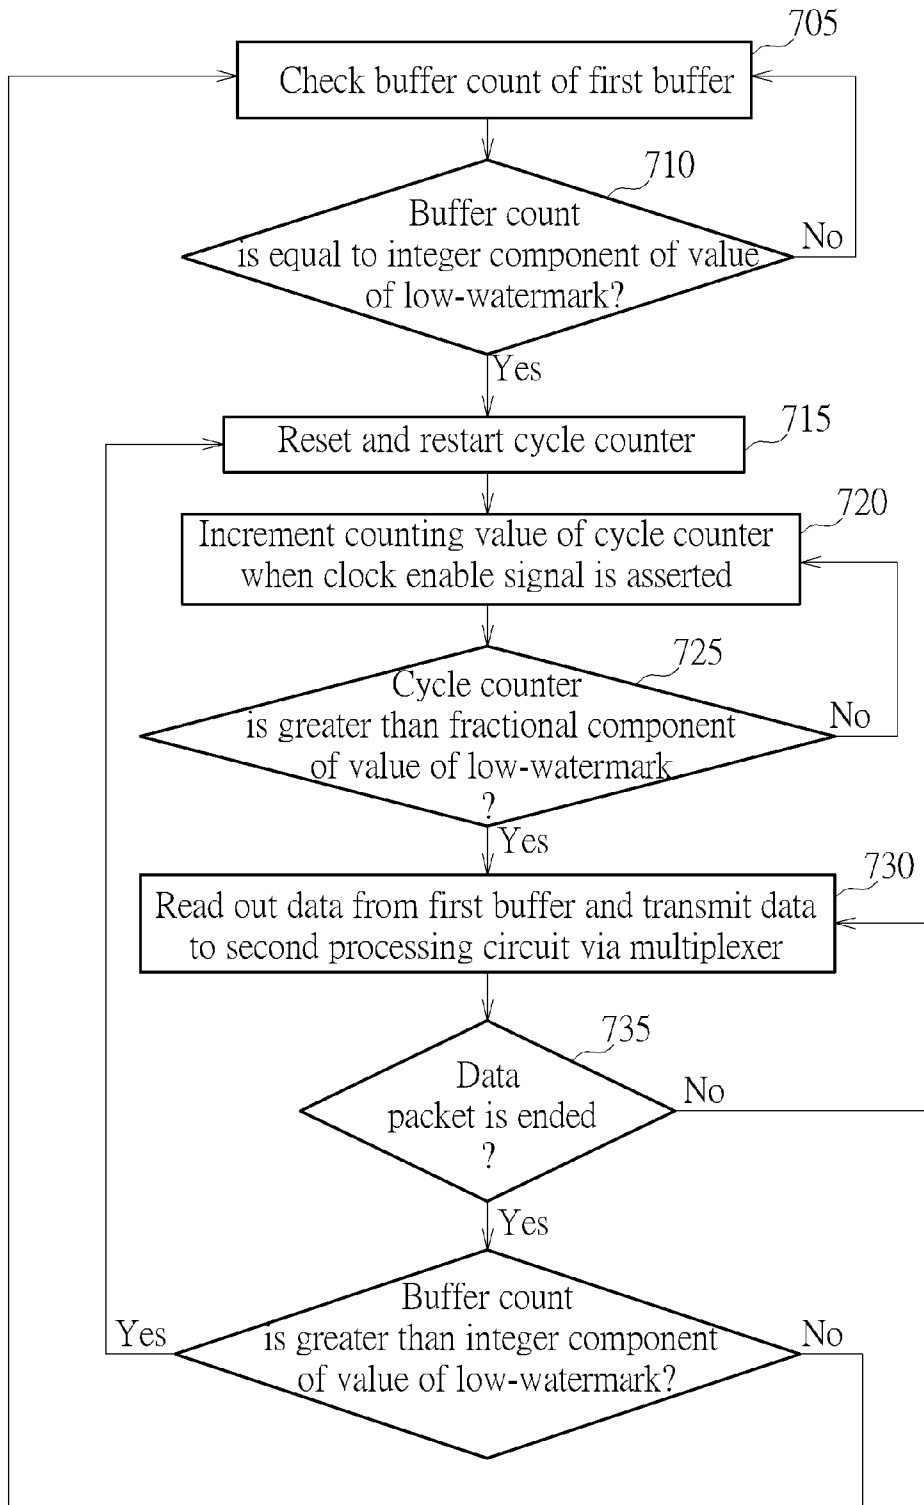 705
Check buffer count of first buffer
710
Buffer count
is equal to integer component of value
of low-watermark?
No
Yes
715
Reset and restart cycle counter
720
Increment counting value of cycle counter
when clock enable signal is asserted
725
Cycle counter
is greater than fractional component
of value of low-watermark
?
No
Yes
730
Read out data from first buffer and transmit data
to second processing circuit via multiplexer
735
Data
packet is ended
?
No
Yes
Buffer count
is greater than integer component
of value of low-watermark?
Yes
No